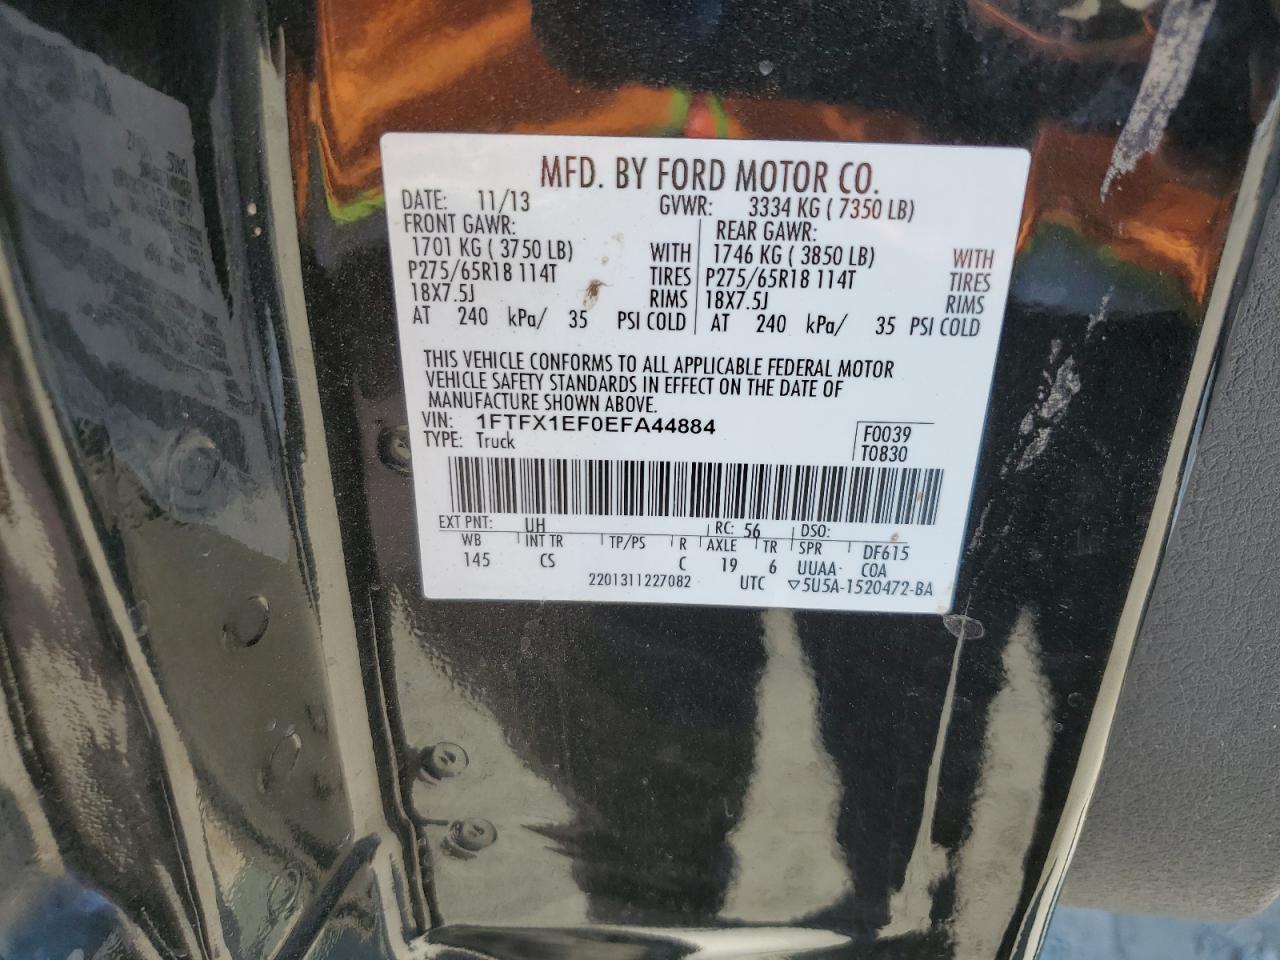 MFD. BY FORD MOTOR CO.
DATE: 11/13 GVWR: 3334 KG ( 7350 LB)
FRONT GAWR: REAR GAWR:
1701 KG ( 3750 LB) WITH 1746 KG ( 3850 LB) WITH
P275/65R18 114T TIRES P275/65R18 114T TIRES
18X7.5J RIMS 18X7.5J RIMS
AT 240 kPa/ 35 PSI COLD AT 240 kPa/ 35 PSI COLD
THIS VEHICLE CONFORMS TO ALL APPLICABLE FEDERAL MOTOR
VEHICLE SAFETY STANDARDS IN EFFECT ON THE DATE OF
MANUFACTURE SHOWN ABOVE.
VIN: 1FTFX1EF0EFA44884 F0039
TYPE: Truck T0830
EXT PNT: UH RC: 56 DSO:
WB INT TR TP/PS R AXLE TR SPR DF615
145 CS C 19 6 UUAA COA
2201311227082 UTC ▽5U5A-1520472-BA